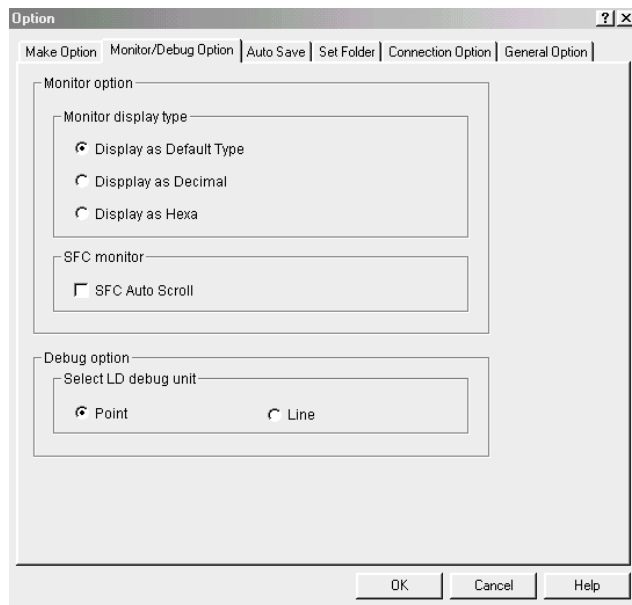 Option
Make Option Monitor/Debug Option Auto Save Set Folder Connection Option General Option
Monitor option
Monitor display type
Display as Default Type
Dispplay as Decimal
Display as Hexa
SFC monitor
SFC Auto Scroll
Debug option
Select LD debug unit
Point Line
OK Cancel Help